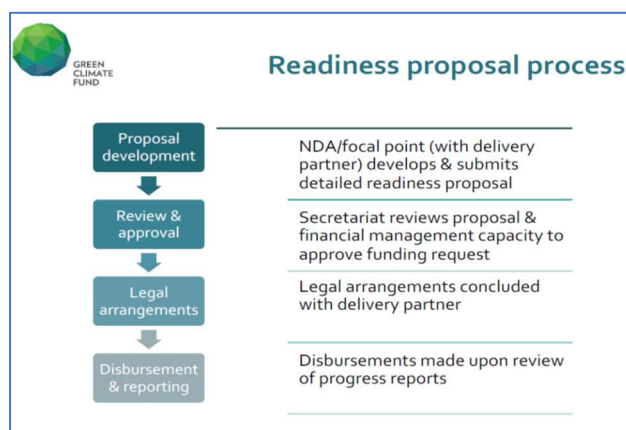 GREEN
CLIMATE
FUND
Readiness proposal process
Proposal
development
NDA/focal point (with delivery
partner) develops & submits
detailed readiness proposal
Review &
approval
Secretariat reviews proposal &
financial management capacity to
approve funding request
Legal
arrangements
Legal arrangements concluded
with delivery partner
Disbursement
& reporting
Disbursements made upon review
of progress reports